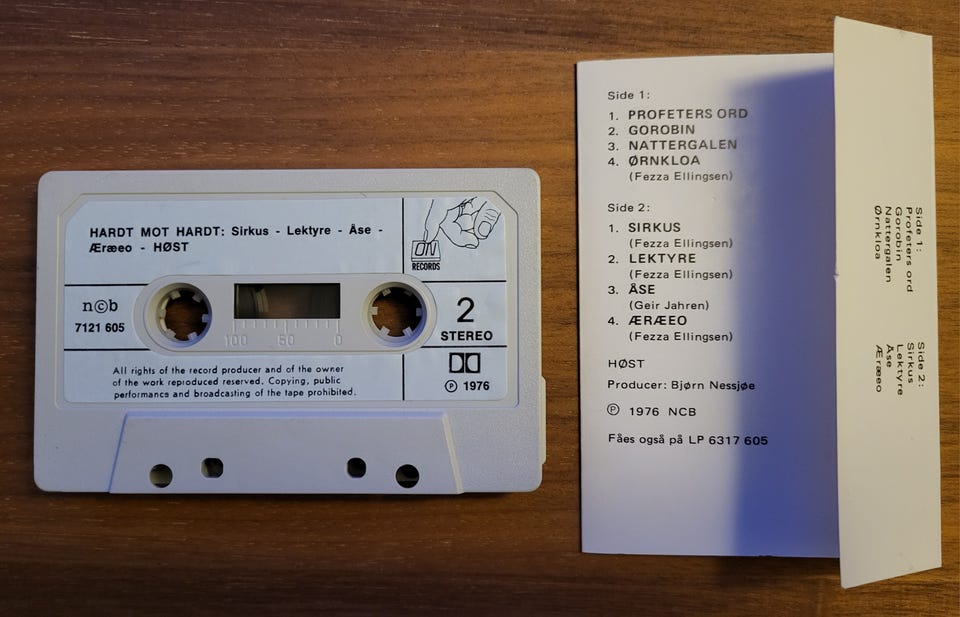 HARDT MOT HARDT: Sirkus - Lektyre - Åse -
Æræeo - HØST
ON
RECORDS
n©b
7121 605
100 50 0
2
STEREO
All rights of the record producer and of the owner
of the work reproduced reserved. Copying, public
performance and broadcasting of the tape prohibited.
℗ 1976
Side 1:
1. PROFETERS ORD
2. GOROBIN
3. NATTERGALEN
4. ØRNKLOA
(Fezza Ellingsen)
Side 2:
1. SIRKUS
(Fezza Ellingsen)
2. LEKTYRE
(Fezza Ellingsen)
3. ÅSE
(Geir Jahren)
4. ÆRÆEO
(Fezza Ellingsen)
HØST
Producer: Bjørn Nessjøe
℗ 1976 NCB
Fåes også på LP 6317 605
Side 1:
Profeters ord
Gorobin
Nattergalen
Ørnkloa
Side 2:
Sirkus
Lektyre
Åse
Æræeo